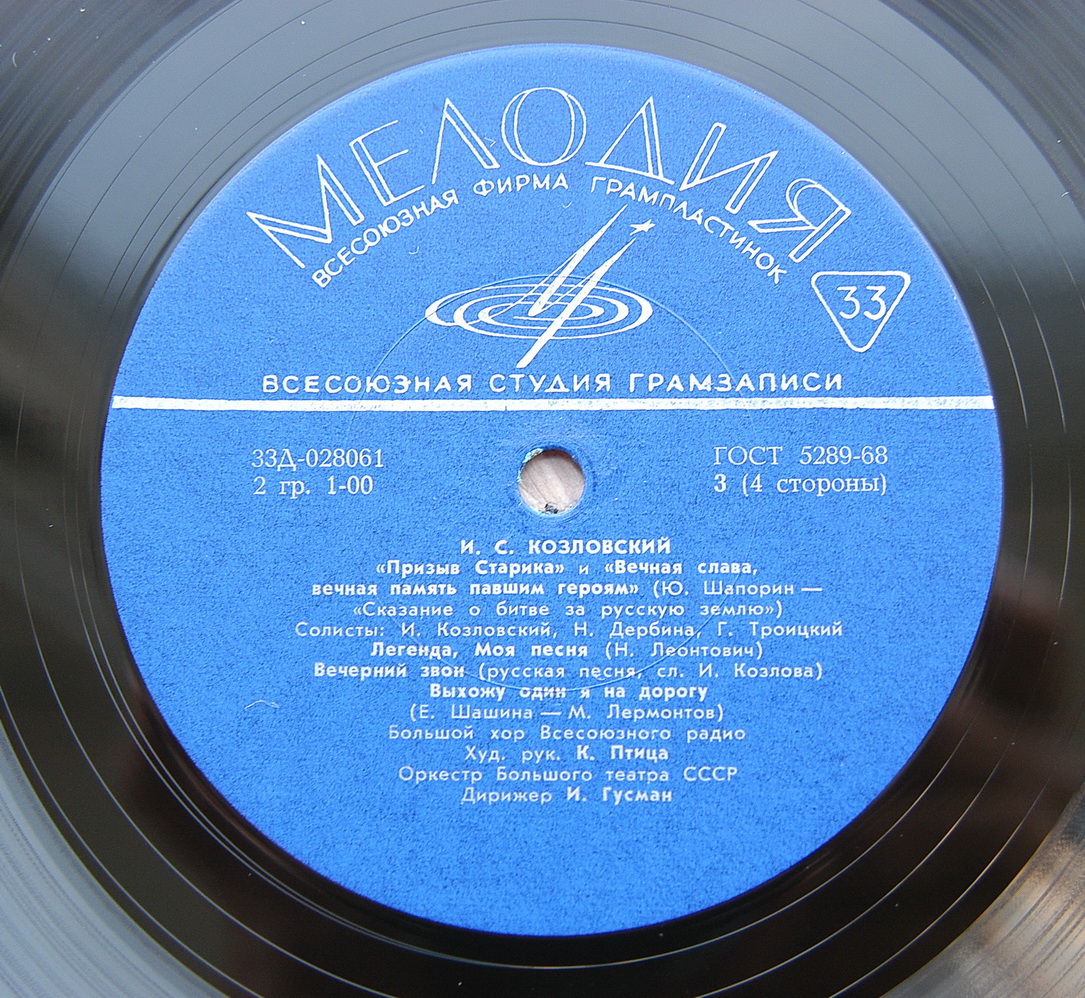 МЕЛОДИЯ
ВСЕСОЮЗНАЯ ФИРМА ГРАМПЛАСТИНОК
33
ВСЕСОЮЗНАЯ СТУДИЯ ГРАМЗАПИСИ
33Д-028061 ГОСТ 5289-68
2 гр. 1-00 3 (4 стороны)
И. С. КОЗЛОВСКИЙ
«Призыв Старика» и «Вечная слава,
вечная память павшим героям» (Ю. Шапорин —
«Сказание о битве за русскую землю»)
Солисты: И. Козловский, Н. Дербина, Г. Троицкий
Легенда, Моя песня (Н. Леонтович)
Вечерний звон (русская песня, сл. И. Козлова)
Выхожу один я на дорогу
(Е. Шашина — М. Лермонтов)
Большой хор Всесоюзного радио
Худ. рук. К. Птица
Оркестр Большого театра СССР
Дирижер И. Гусман